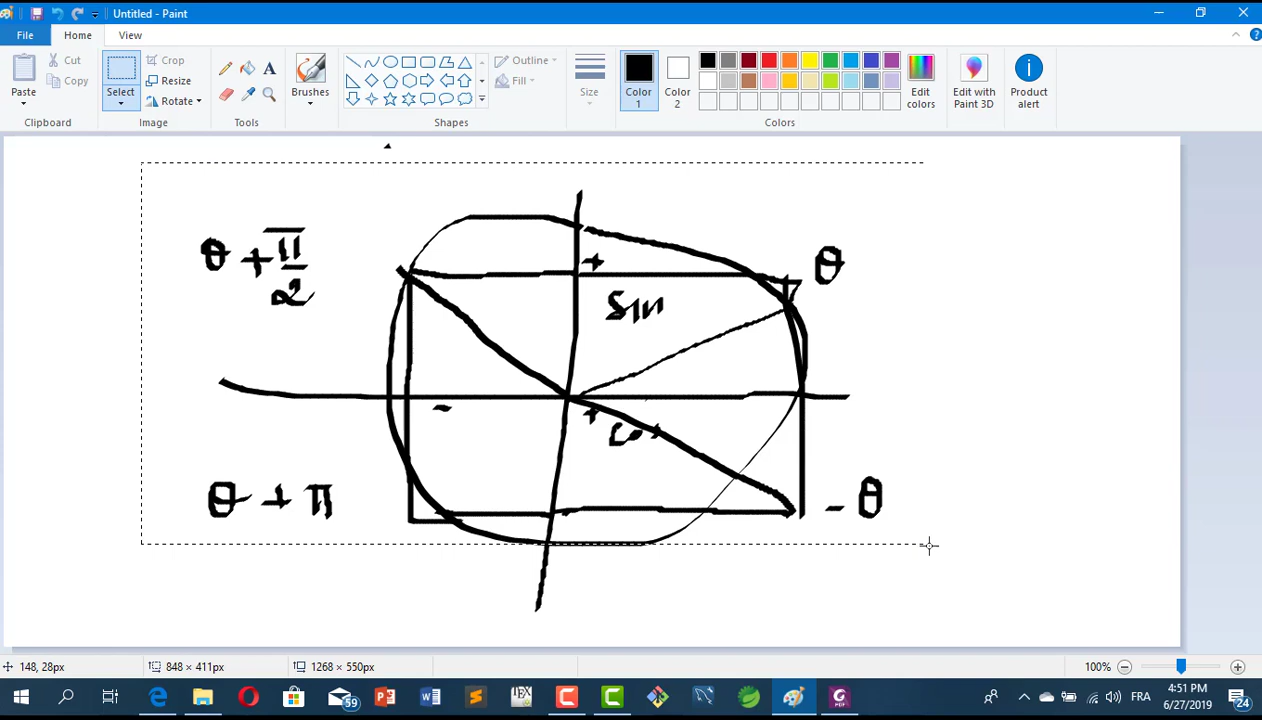 Untitled - Paint
File Home View
Paste
Cut
Copy
Clipboard
Select
Crop
Resize
Rotate
Image
Tools
Brushes
Shapes
Outline
Fill
Size
Color 1
Color 2
Edit colors
Colors
Edit with Paint 3D
Product alert
θ + π/2
+
θ
sin
-
+
cos
θ + π
- θ
148, 28px
848 × 411px
1268 × 550px
100%
59
FRA
4:51 PM
6/27/2019
24